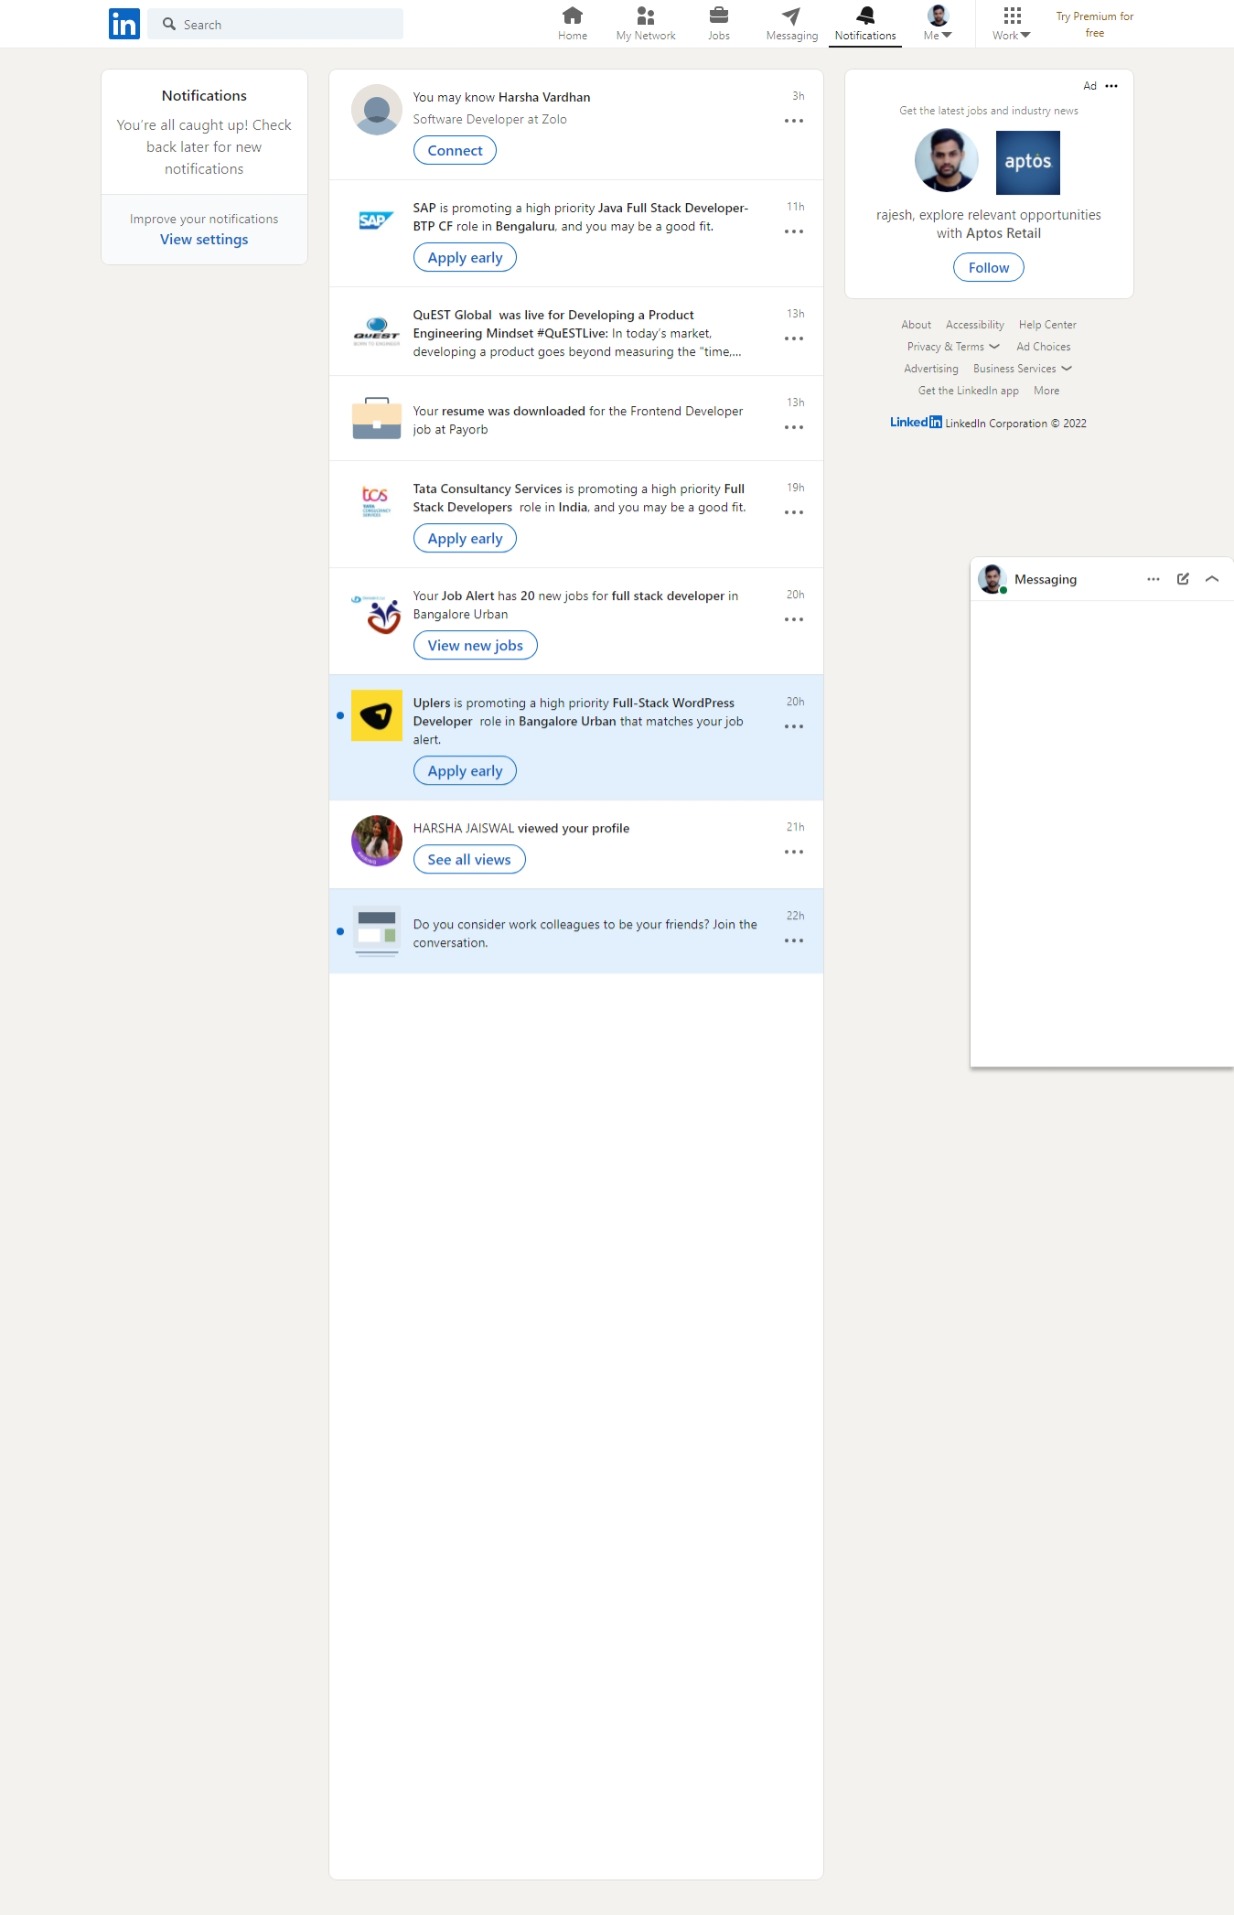 in
Search
Home
My Network
Jobs
Messaging
Notifications
Me
Work
Try Premium for
free
Notifications
You're all caught up! Check
back later for new
notifications
Improve your notifications
View settings
You may know Harsha Vardhan
3h
Software Developer at Zolo
Connect
SAP
SAP is promoting a high priority Java Full Stack Developer-
BTP CF role in Bengaluru, and you may be a good fit.
11h
Apply early
QuEST
QuEST Global was live for Developing a Product
Engineering Mindset #QuESTLive: In today's market,
developing a product goes beyond measuring the "time,...
13h
Your resume was downloaded for the Frontend Developer
job at Payorb
13h
tcs
TATA
CONSULTANCY
SERVICES
Tata Consultancy Services is promoting a high priority Full
Stack Developers role in India, and you may be a good fit.
19h
Apply early
Your Job Alert has 20 new jobs for full stack developer in
Bangalore Urban
20h
View new jobs
Uplers is promoting a high priority Full-Stack WordPress
Developer role in Bangalore Urban that matches your job
alert.
20h
Apply early
HARSHA JAISWAL viewed your profile
21h
See all views
Do you consider work colleagues to be your friends? Join the
conversation.
22h
Ad
Get the latest jobs and industry news
aptos
rajesh, explore relevant opportunities
with Aptos Retail
Follow
About Accessibility Help Center
Privacy & Terms Ad Choices
Advertising Business Services
Get the LinkedIn app More
LinkedIn LinkedIn Corporation © 2022
Messaging